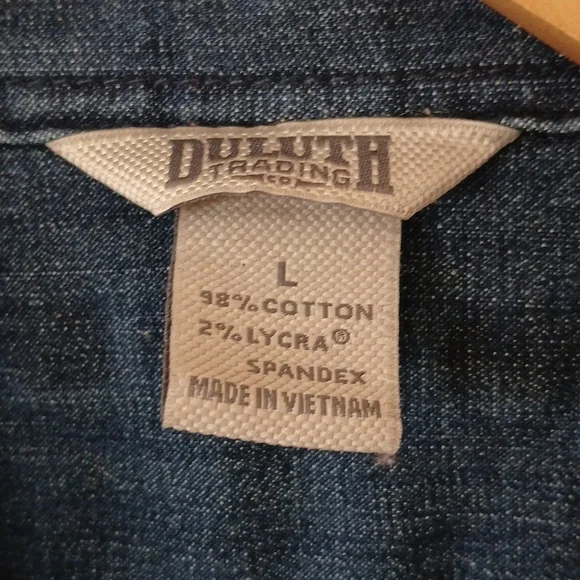 DULUTH
TRADING
CO
L
98% COTTON
2% LYCRA®
SPANDEX
MADE IN VIETNAM